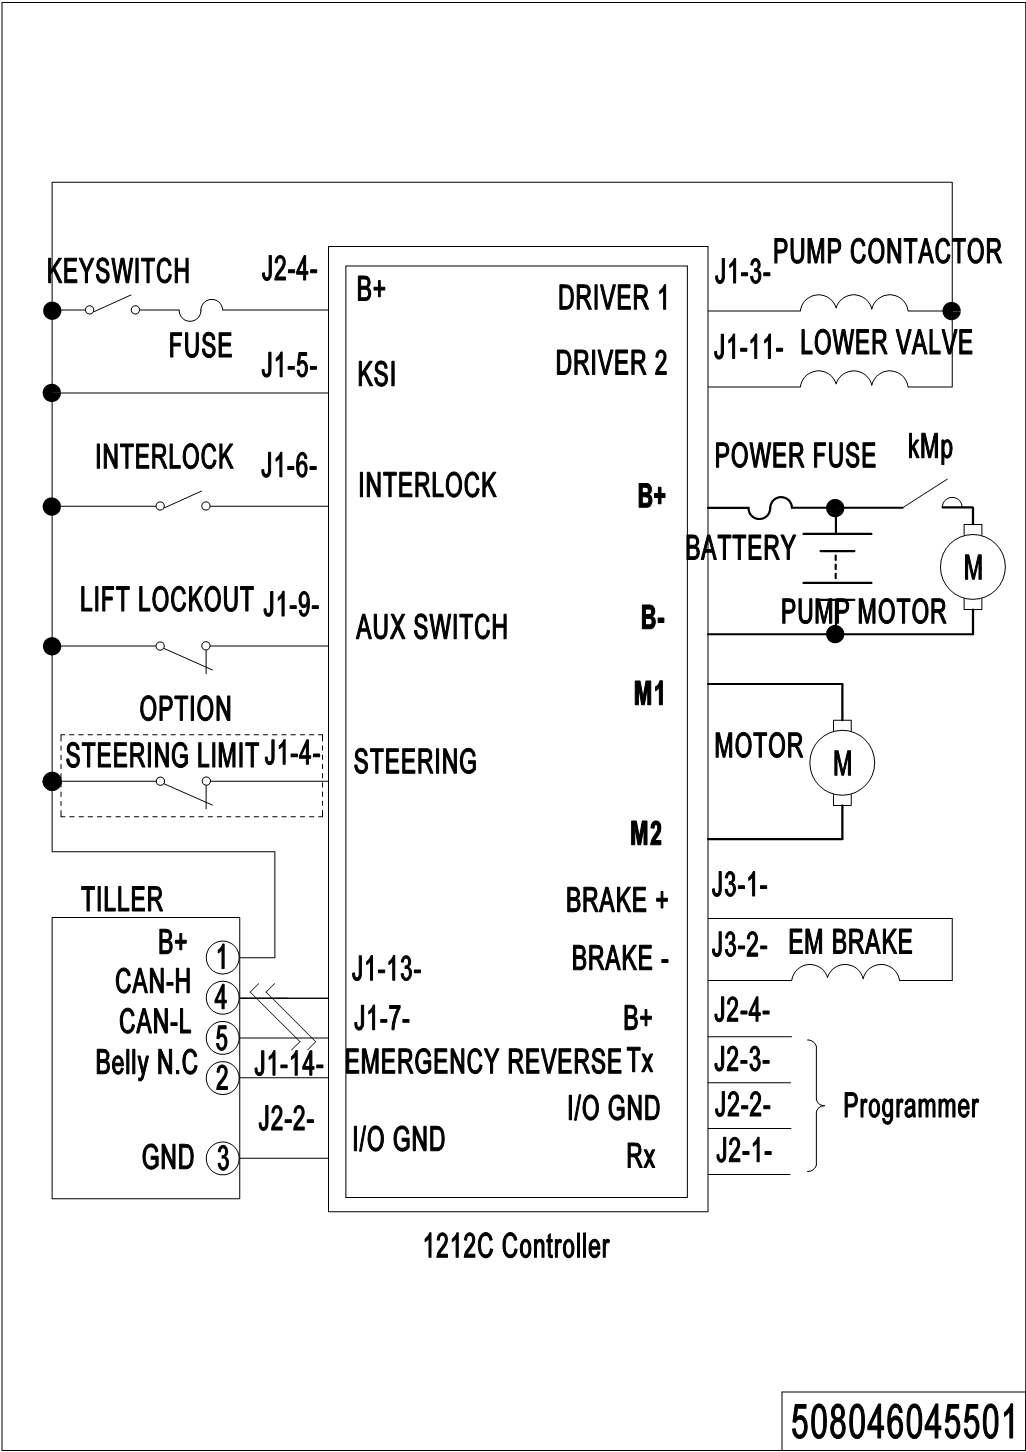 PUMP CONTACTOR
KEYSWITCH
J2-4-
B+
DRIVER 1
J1-3-
FUSE
J1-5-
KSI
DRIVER 2
J1-11-
LOWER VALVE
INTERLOCK
J1-6-
INTERLOCK
B+
POWER FUSE
kMp
BATTERY
M
LIFT LOCKOUT
J1-9-
AUX SWITCH
B-
PUMP MOTOR
OPTION
M1
STEERING LIMIT
J1-4-
STEERING
MOTOR
M
M2
TILLER
BRAKE +
J3-1-
B+
1
BRAKE -
J3-2-
EM BRAKE
CAN-H
4
J1-13-
CAN-L
5
J1-7-
B+
J2-4-
Belly N.C
2
J1-14-
EMERGENCY REVERSE
Tx
J2-3-
J2-2-
I/O GND
J2-2-
Programmer
GND
3
I/O GND
Rx
J2-1-
1212C Controller
508046045501